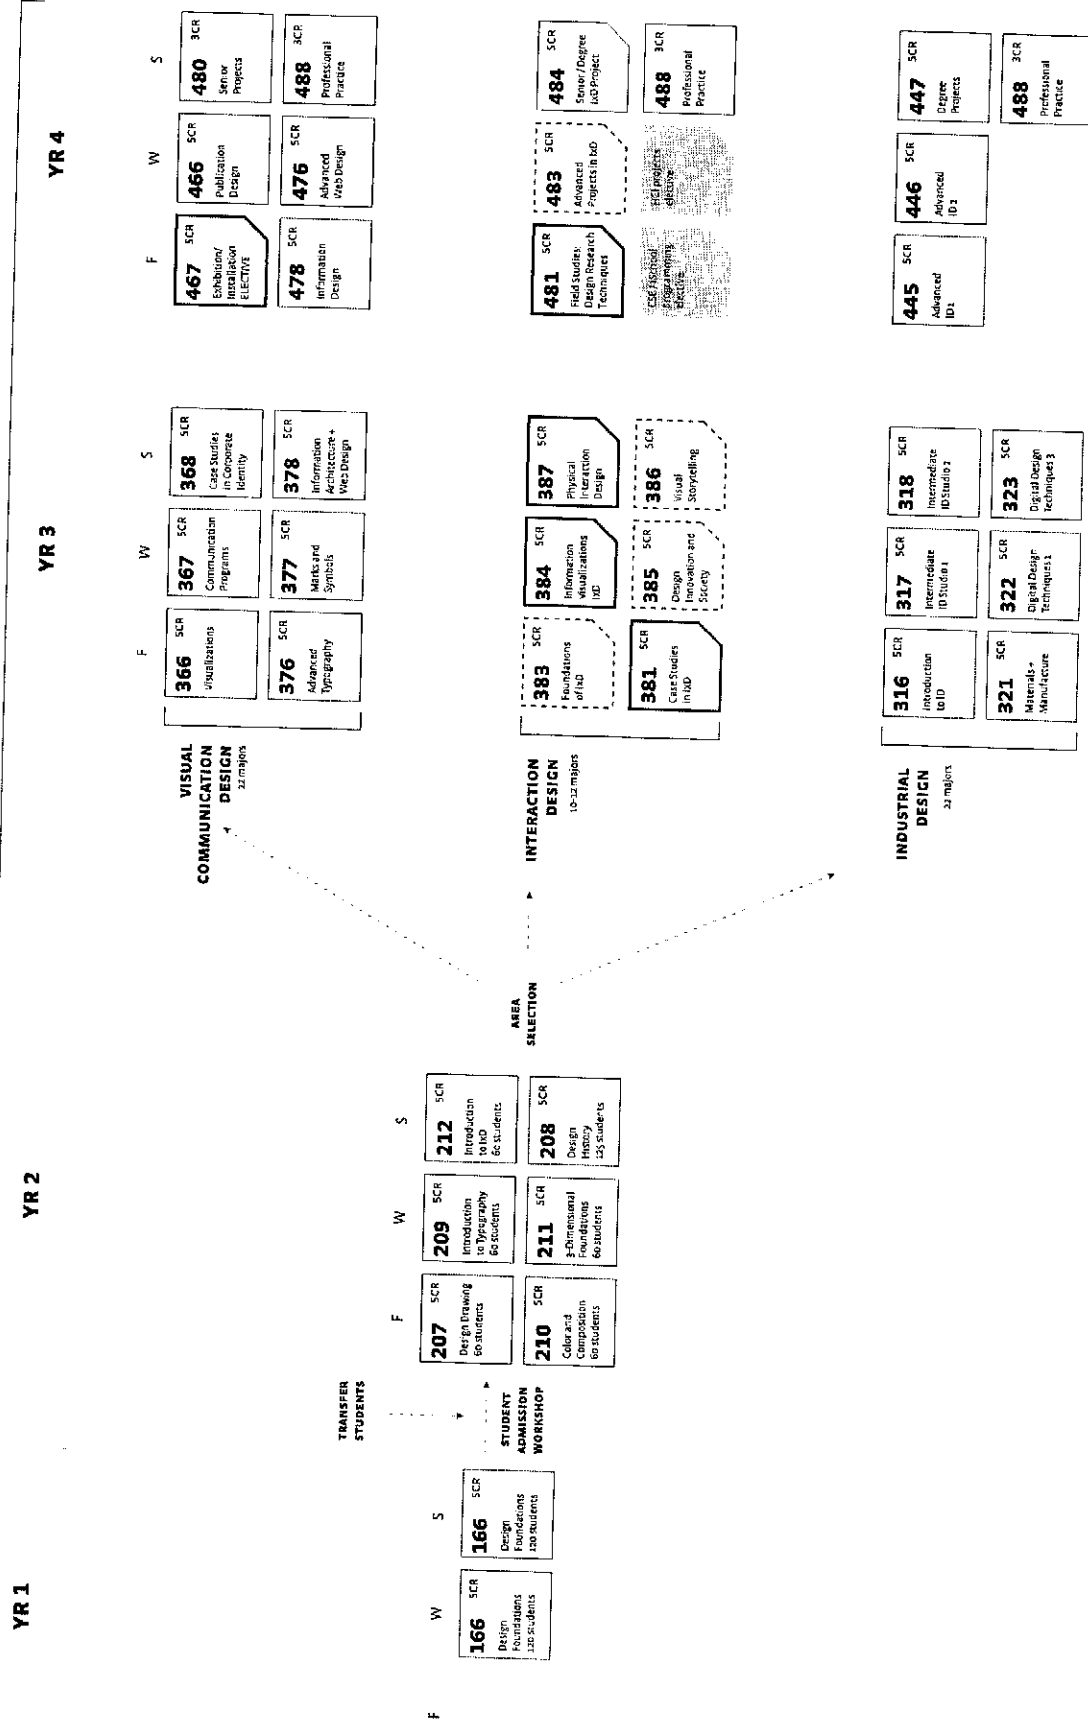 YR 1
YR 2
YR 3
YR 4
F
W
S
166 5CR
Design
Foundations
120 students
166 5CR
Design
Foundations
120 students
TRANSFER
STUDENTS
STUDENT
ADMISSION
WORKSHOP
F
W
S
207 5CR
Design Drawing
60 students
209 5CR
Introduction
to Typography
60 students
212 5CR
Introduction
to IxD
60 students
210 5CR
Color and
Composition
60 students
211 5CR
3-Dimensional
Foundations
60 students
208 5CR
Design
History
125 students
AREA
SELECTION
F
W
S
F
W
S
VISUAL
COMMUNICATION
DESIGN
22 majors
366 5CR
Visualizations
367 5CR
Communication
Programs
368 5CR
Case Studies
in Corporate
Identity
376 5CR
Advanced
Typography
377 5CR
Marks and
Symbols
378 5CR
Information
Architecture +
Web Design
467 5CR
Exhibition/
Installation
ELECTIVE
466 5CR
Publication
Design
480 3CR
Senior
Projects
478 5CR
Information
Design
476 5CR
Advanced
Web Design
488 3CR
Professional
Practice
INTERACTION
DESIGN
10-12 majors
383 5CR
Foundations
of IxD
384 5CR
Information
Visualizations
IxD
387 5CR
Physical
Interaction
Design
381 5CR
Case Studies
in IxD
385 5CR
Design
Innovation and
Society
386 5CR
Visual
Storytelling
481 5CR
Field Studies:
Design Research
Techniques
483 5CR
Advanced
Projects in IxD
484 5CR
Senior / Degree
IxD Project
CSE / iSchool
programming
elective
HCI projects
elective
488 3CR
Professional
Practice
INDUSTRIAL
DESIGN
22 majors
316 5CR
Introduction
to ID
317 5CR
Intermediate
ID Studio 1
318 5CR
Intermediate
ID Studio 2
321 5CR
Materials +
Manufacture
322 5CR
Digital Design
Techniques 1
323 5CR
Digital Design
Techniques 3
445 5CR
Advanced
ID 1
446 5CR
Advanced
ID 2
447 5CR
Degree
Projects
488 3CR
Professional
Practice